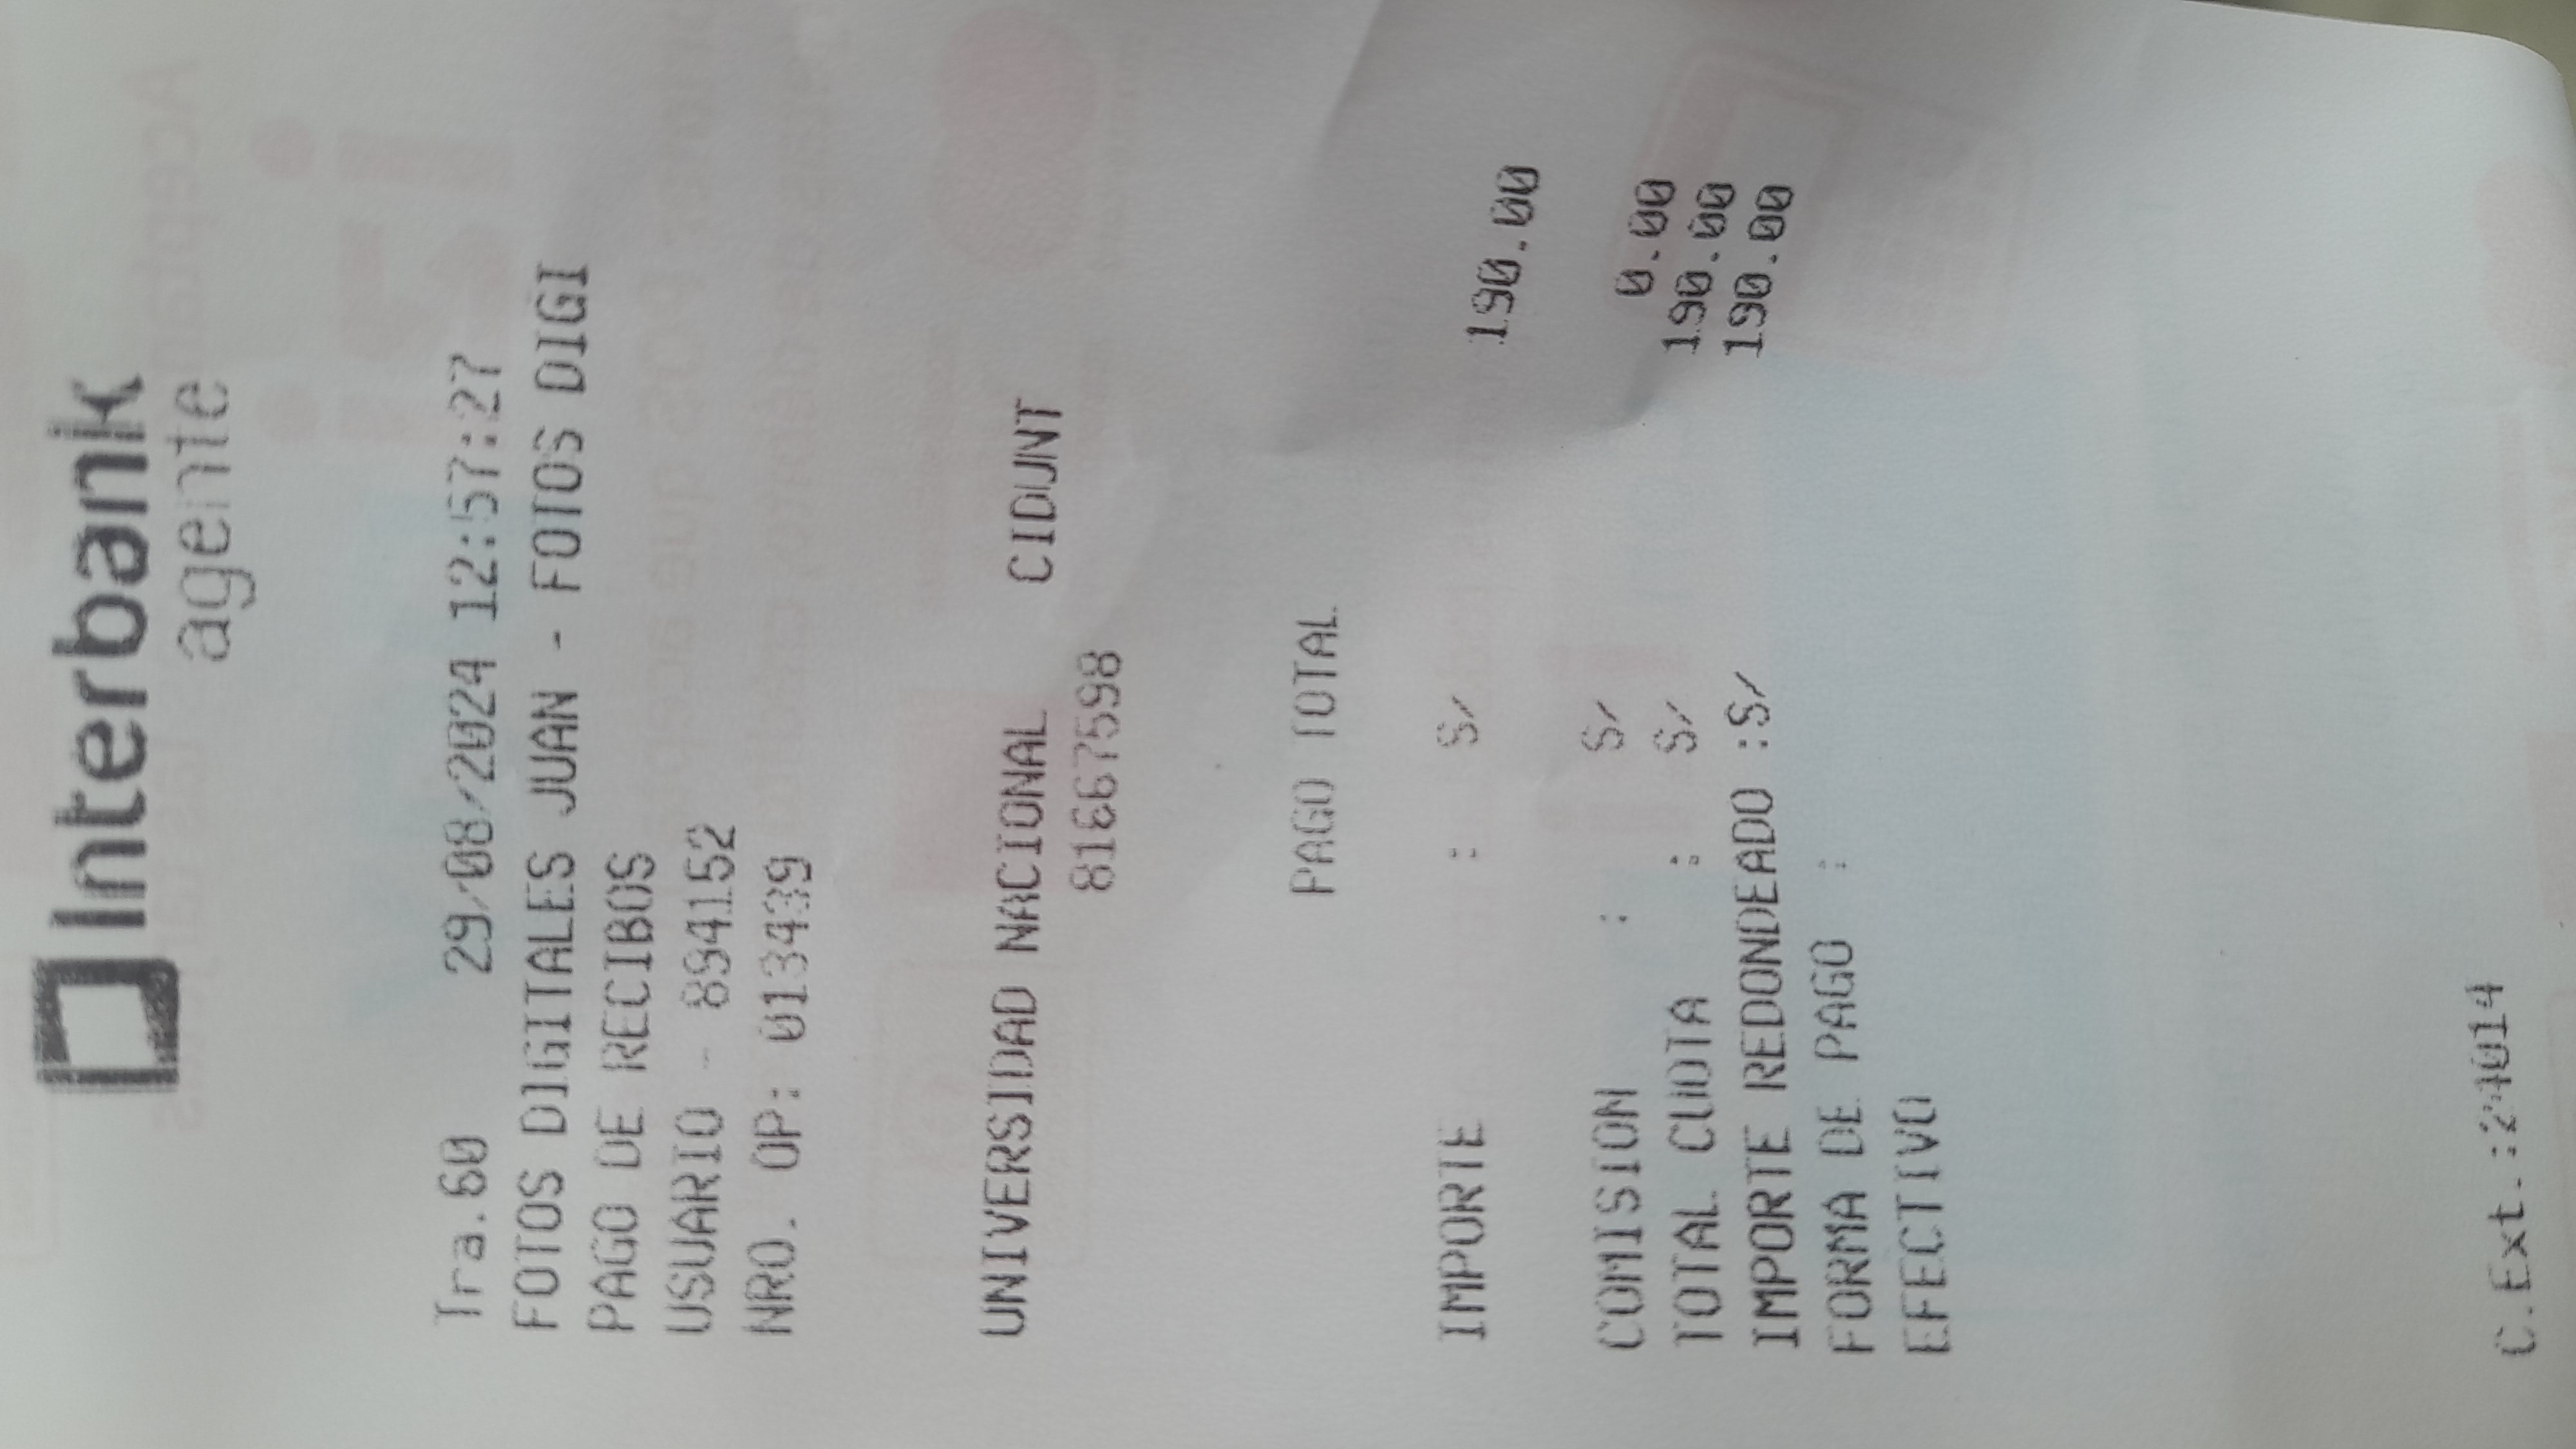 Interbank
agente
Tra.60 29/08/2024 12:57:27
FOTOS DIGITALES JUAN - FOTOS DIGI
PAGO DE RECIBOS
USUARIO - 894152
NRO. OP: 013439
UNIVERSIDAD NACIONAL CIDUNT
81667598
PAGO TOTAL
IMPORTE : S/ 190.00
COMISION : S/ 0.00
TOTAL CUOTA : S/ 190.00
IMPORTE REDONDEADO :S/ 190.00
FORMA DE PAGO :
EFECTIVO
C.Ext.: